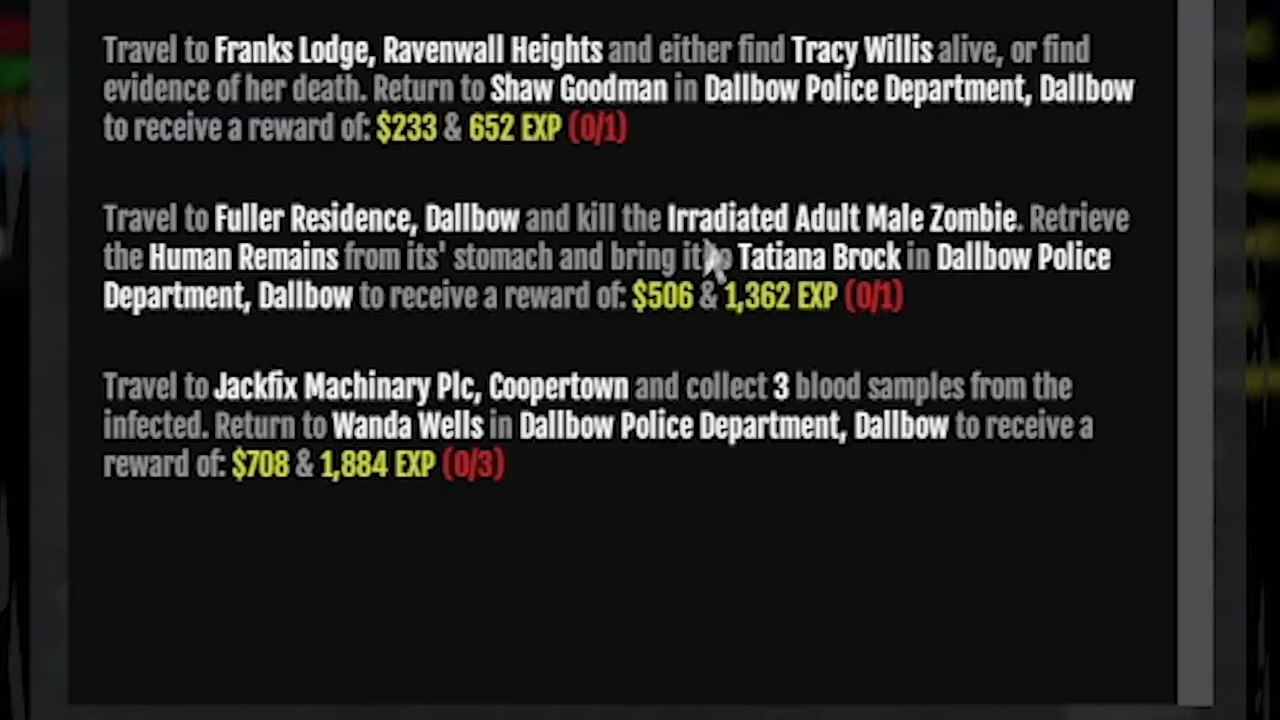 Travel to Franks Lodge, Ravenwall Heights and either find Tracy Willis alive, or find
evidence of her death. Return to Shaw Goodman in Dallbow Police Department, Dallbow
to receive a reward of: $233 & 652 EXP (0/1)
Travel to Fuller Residence, Dallbow and kill the Irradiated Adult Male Zombie. Retrieve
the Human Remains from its' stomach and bring it Tatiana Brock in Dallbow Police
Department, Dallbow to receive a reward of: $506 & 1,362 EXP (0/1)
Travel to Jackfix Machinary Plc, Coopertown and collect 3 blood samples from the
infected. Return to Wanda Wells in Dallbow Police Department, Dallbow to receive a
reward of: $708 & 1,884 EXP (0/3)